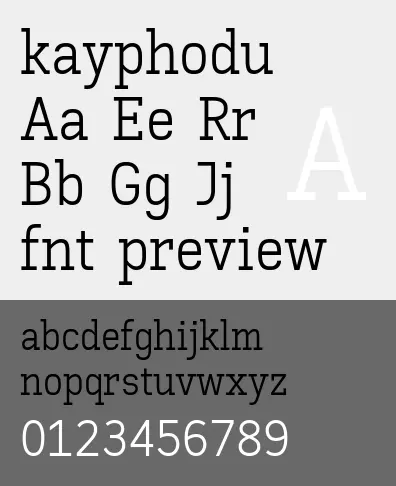 kayphodu
Aa Ee Rr
A
Bb Gg Jj
fnt preview
abcdefghijklm
nopqrstuvwxyz
0123456789